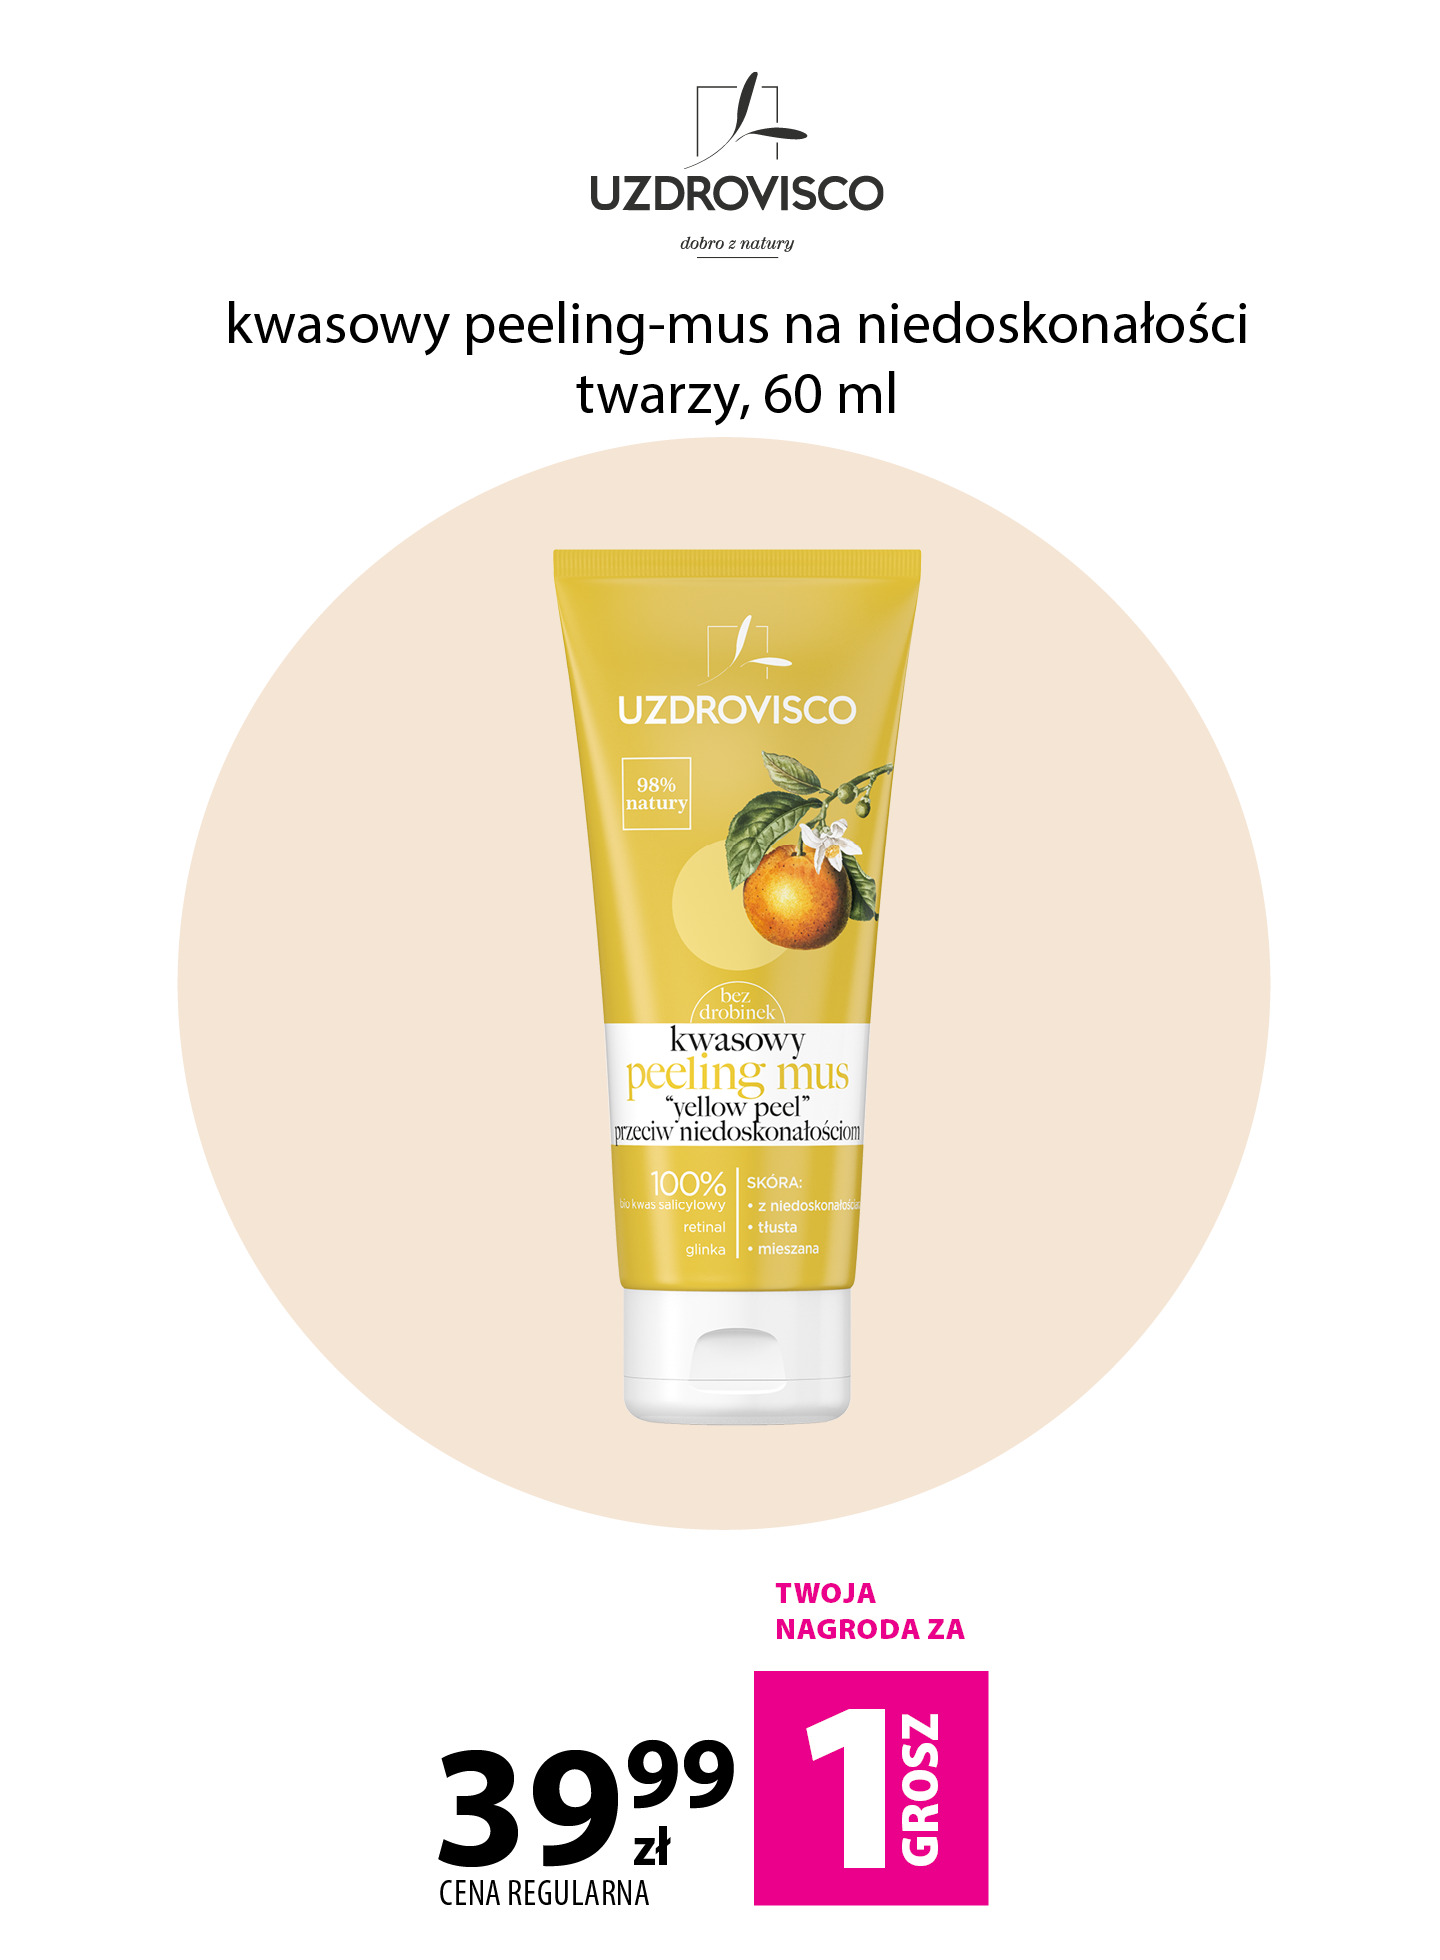 UZDROVISCO
dobro z natury
kwasowy peeling-mus na niedoskonałości
twarzy, 60 ml
UZDROVISCO
98%
natury
bez
drobinek
kwasowy
peeling mus
“yellow peel”
przeciw niedoskonałościom
100%
bio kwas salicylowy
retinal
glinka
SKÓRA:
• z niedoskonałościa
• tłusta
• mieszana
TWOJA
NAGRODA ZA
39 99
zł
CENA REGULARNA
1 GROSZ